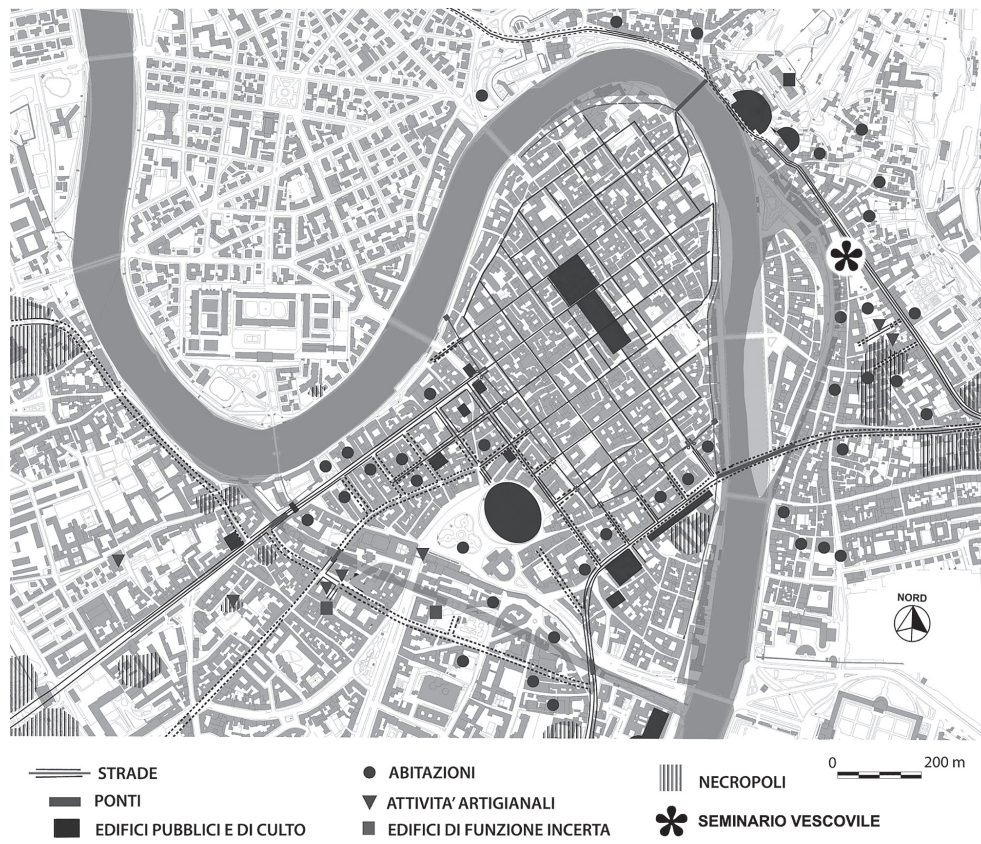 NORD
0 200 m
STRADE
PONTI
EDIFICI PUBBLICI E DI CULTO
ABITAZIONI
ATTIVITA' ARTIGIANALI
EDIFICI DI FUNZIONE INCERTA
NECROPOLI
SEMINARIO VESCOVILE